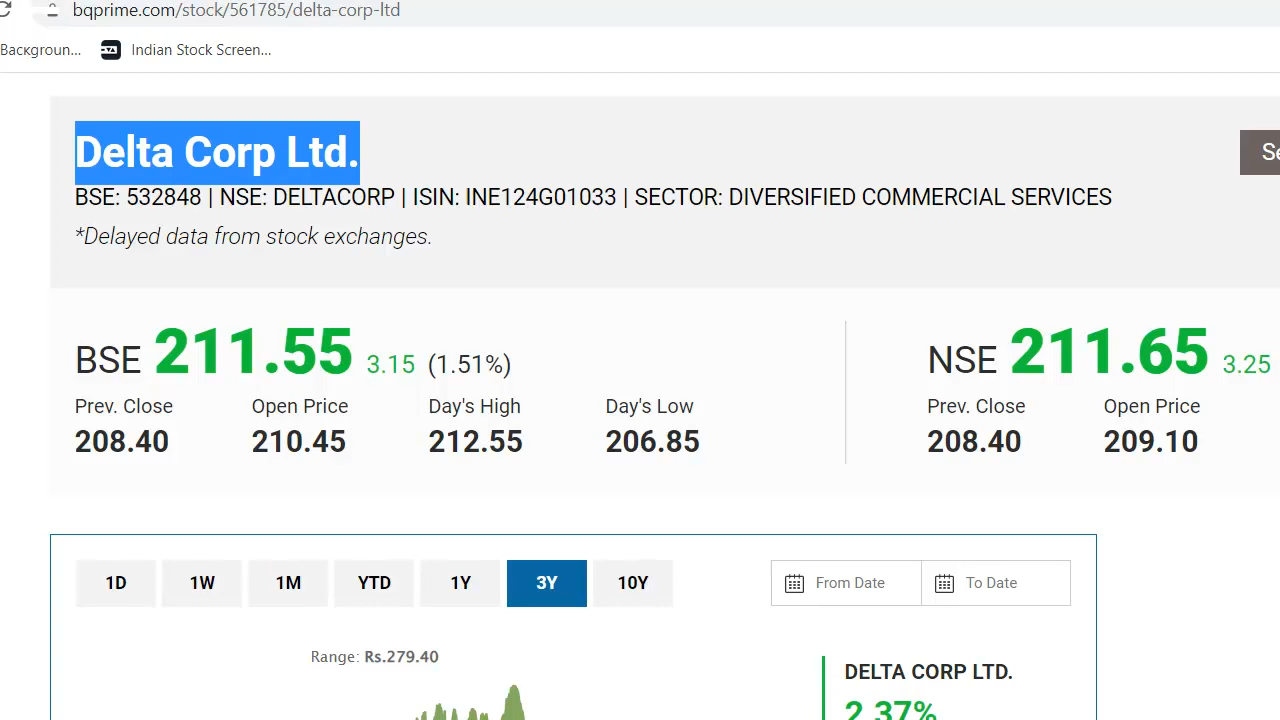 bqprime.com/stock/561785/delta-corp-ltd
Backgroun... Indian Stock Screen...
Delta Corp Ltd.
BSE: 532848 | NSE: DELTACORP | ISIN: INE124G01033 | SECTOR: DIVERSIFIED COMMERCIAL SERVICES
*Delayed data from stock exchanges.
Se
BSE 211.55 3.15 (1.51%)
Prev. Close Open Price Day's High Day's Low
208.40 210.45 212.55 206.85
NSE 211.65 3.25
Prev. Close Open Price
208.40 209.10
1D 1W 1M YTD 1Y 3Y 10Y
From Date To Date
Range: Rs.279.40
DELTA CORP LTD.
2.37%